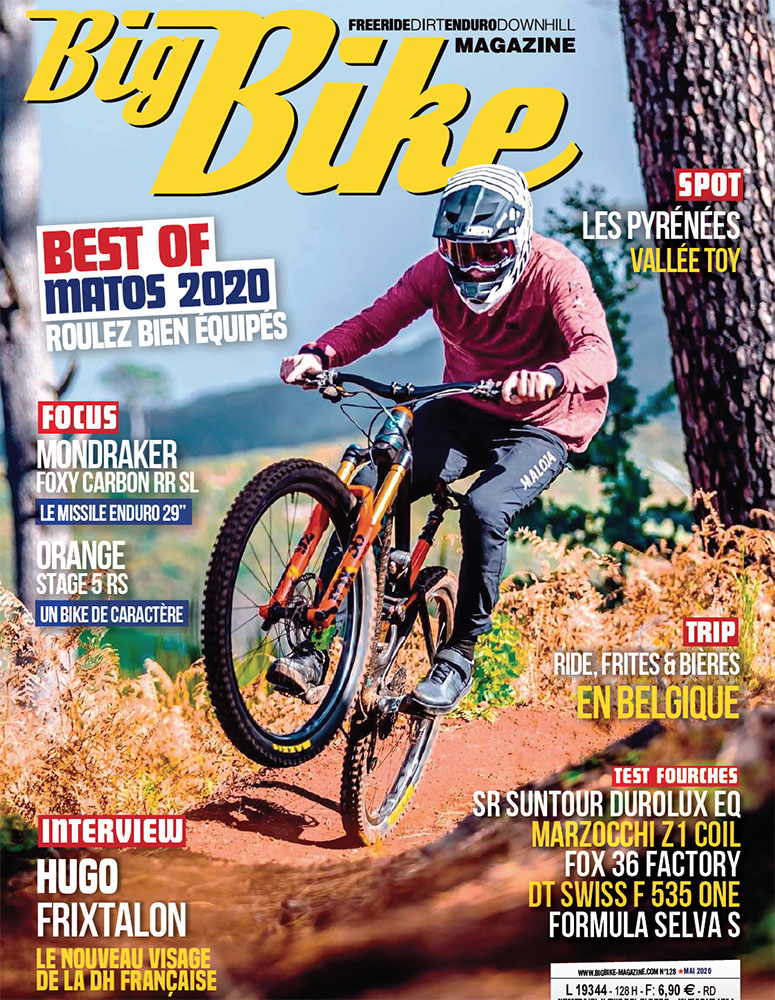 Big Bike
FREERIDEDIRTENDURODOWNHILL
MAGAZINE
SPOT
LES PYRÉNÉES
VALLÉE TOY
BEST OF
MATOS 2020
ROULEZ BIEN ÉQUIPÉS
FOCUS
MONDRAKER
FOXY CARBON RR SL
LE MISSILE ENDURO 29”
ORANGE
STAGE 5 RS
UN BIKE DE CARACTÈRE
MALOJA
MAXXIS
TRIP
RIDE, FRITES & BIÈRES
EN BELGIQUE
TEST FOURCHES
SR SUNTOUR DUROLUX EQ
MARZOCCHI Z1 COIL
FOX 36 FACTORY
DT SWISS F 535 ONE
FORMULA SELVA S
INTERVIEW
HUGO
FRIXTALON
LE NOUVEAU VISAGE
DE LA DH FRANÇAISE
WWW.BIGBIKE-MAGAZINE.COM N°128 ★ MAI 2020
L 19344 - 128 H - F: 6,90 € - RD